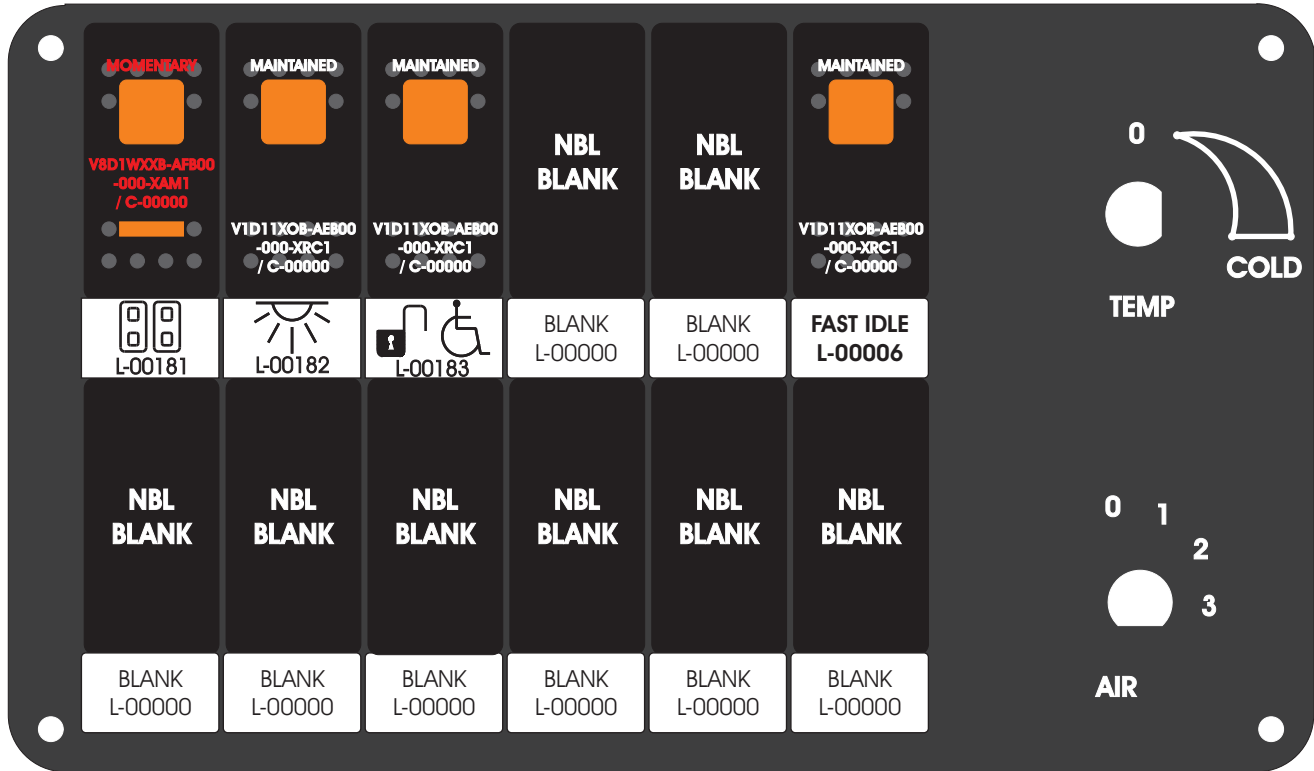 MOMENTARY
V8D1WXXB-AFB00
-000-XAM1
/ C-00000
L-00181
MAINTAINED
V1D11XOB-AEB00
-000-XRC1
/ C-00000
L-00182
MAINTAINED
V1D11XOB-AEB00
-000-XRC1
/ C-00000
L-00183
NBL
BLANK
BLANK
L-00000
NBL
BLANK
BLANK
L-00000
MAINTAINED
V1D11XOB-AEB00
-000-XRC1
/ C-00000
FAST IDLE
L-00006
0
COLD
TEMP
NBL
BLANK
BLANK
L-00000
NBL
BLANK
BLANK
L-00000
NBL
BLANK
BLANK
L-00000
NBL
BLANK
BLANK
L-00000
NBL
BLANK
BLANK
L-00000
NBL
BLANK
BLANK
L-00000
0
1
2
3
AIR